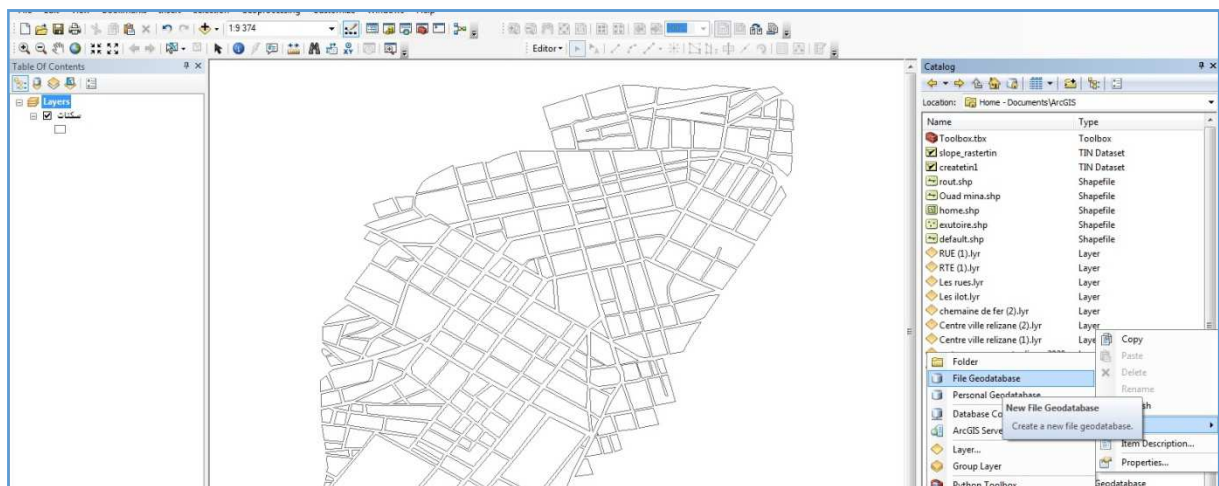 1:9 374
Editor
Table Of Contents
Layers
سكنات
Catalog
Location: Home - Documents\ArcGIS
Name Type
Toolbox.tbx Toolbox
slope_rastertin TIN Dataset
createtin1 TIN Dataset
rout.shp Shapefile
Ouad mina.shp Shapefile
home.shp Shapefile
exutoire.shp Shapefile
default.shp Shapefile
RUE (1).lyr Layer
RTE (1).lyr Layer
Les rues.lyr Layer
Les ilot.lyr Layer
chemaine de fer (2).lyr Layer
Centre ville relizane (2).lyr Layer
Centre ville relizane (1).lyr
Copy
Paste
Delete
Rename
Item Description...
Properties...
Folder
File Geodatabase
Personal Geodatabase
Database Co
ArcGIS Serve
Layer...
Group Layer
Python Toolbox
New File Geodatabase
Create a new file geodatabase.
Geodatabase